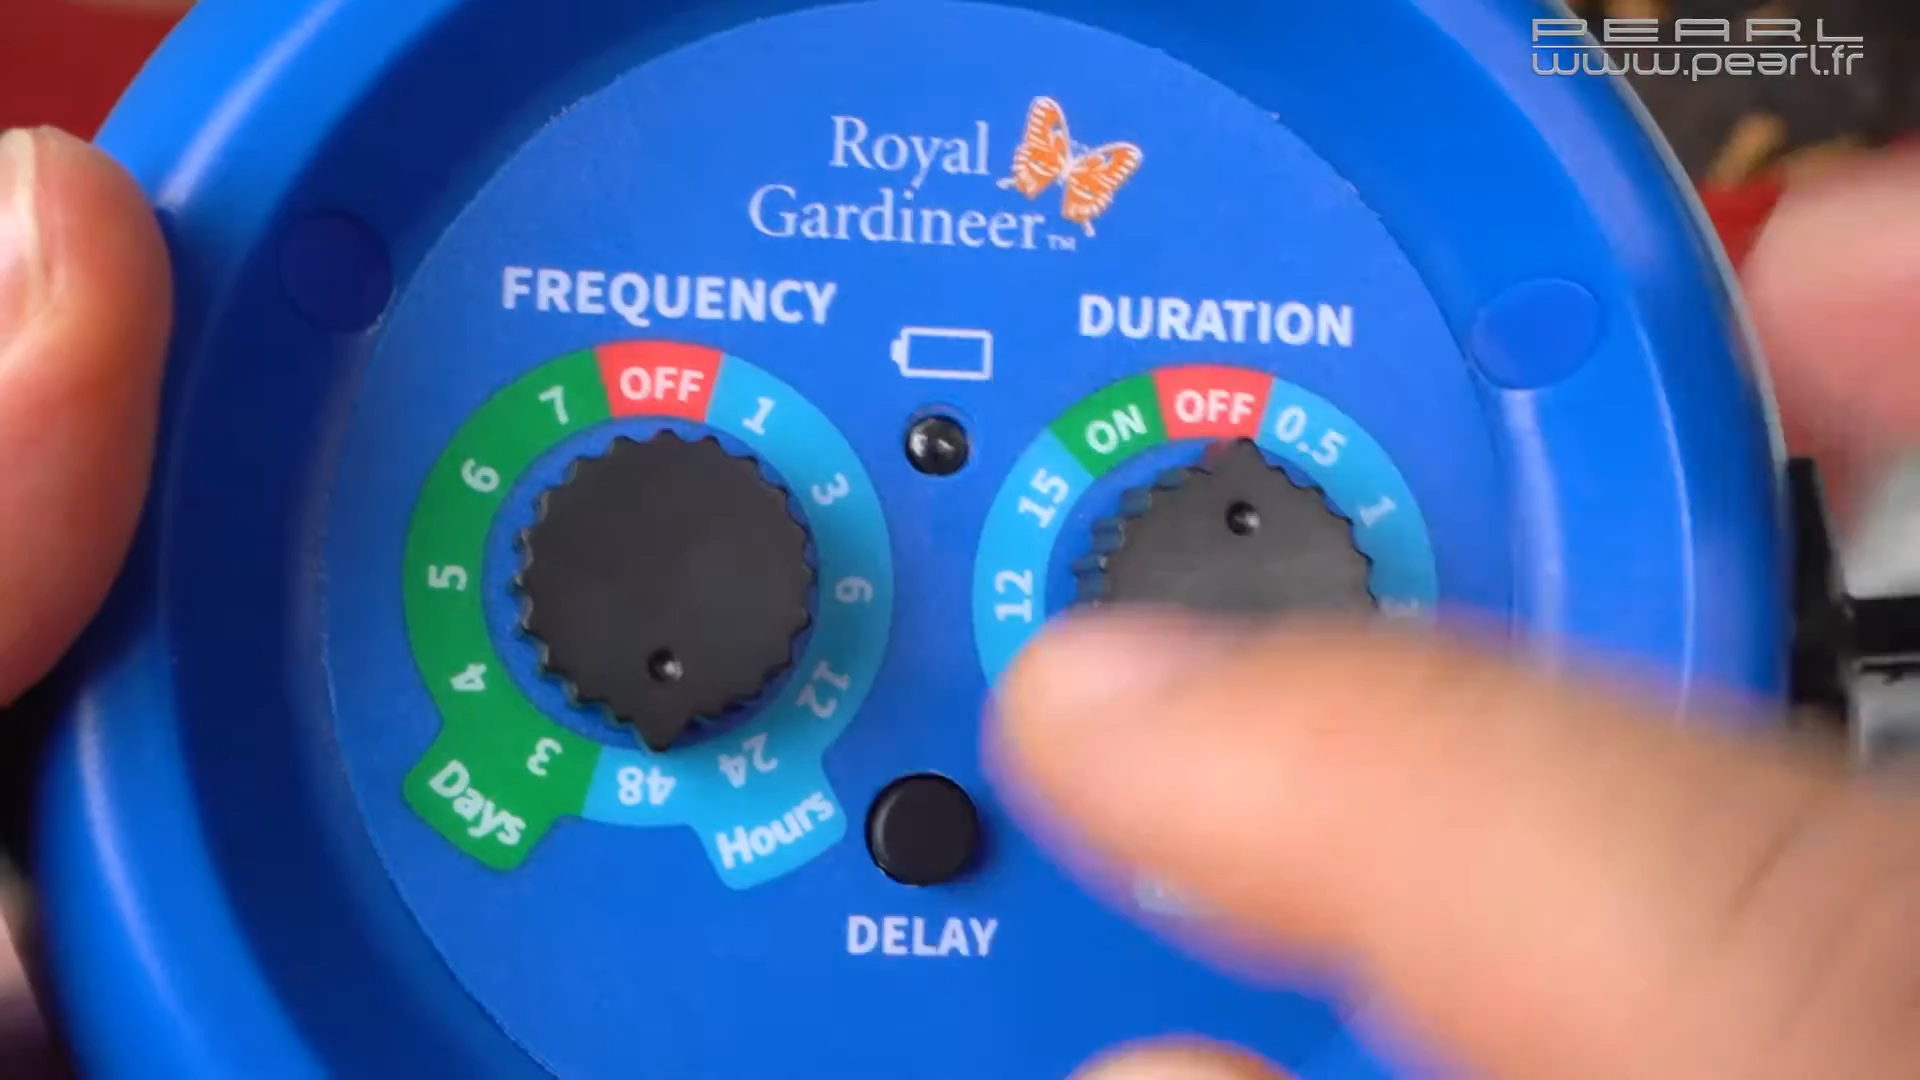 PEARL
www.pearl.fr
Royal
Gardineer™
FREQUENCY
DURATION
OFF
1
3
6
12
24
48
Hours
3
4
5
6
7
Days
OFF
0.5
1
3
12
15
ON
DELAY